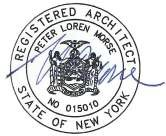 REGISTERED ARCHITECT
PETER LOREN MORSE
NO 015010
STATE OF NEW YORK